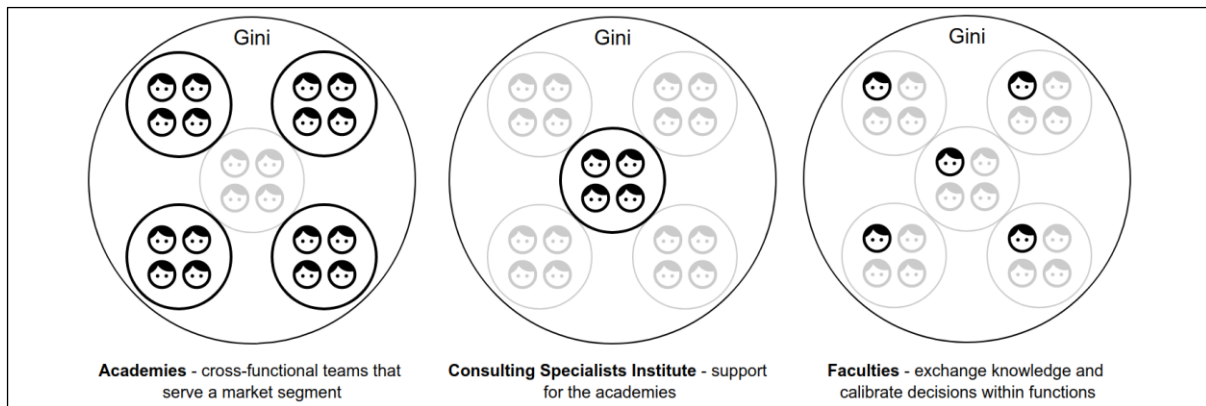 Gini
Gini
Gini
Academies - cross-functional teams that
serve a market segment
Consulting Specialists Institute - support
for the academies
Faculties - exchange knowledge and
calibrate decisions within functions